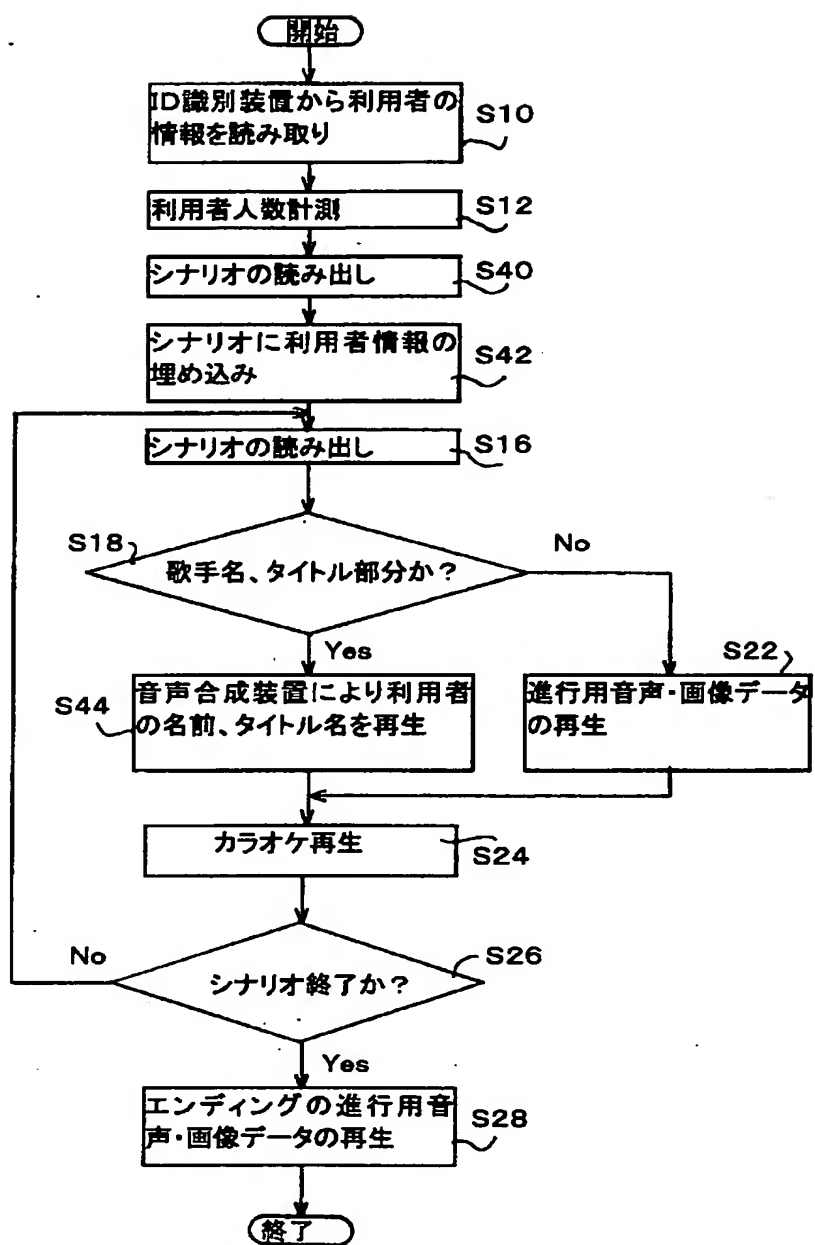 開始
ID識別装置から利用者の
情報を読み取り
S10
利用者人数計測
S12
シナリオの読み出し
S40
シナリオに利用者情報の
埋め込み
S42
シナリオの読み出し
S16
S18
歌手名、タイトル部分か？
No
Yes
S22
S44
音声合成装置により利用者
の名前、タイトル名を再生
進行用音声・画像データ
の再生
カラオケ再生
S24
No
シナリオ終了か？
S26
Yes
エンディングの進行用音
声・画像データの再生
S28
終了